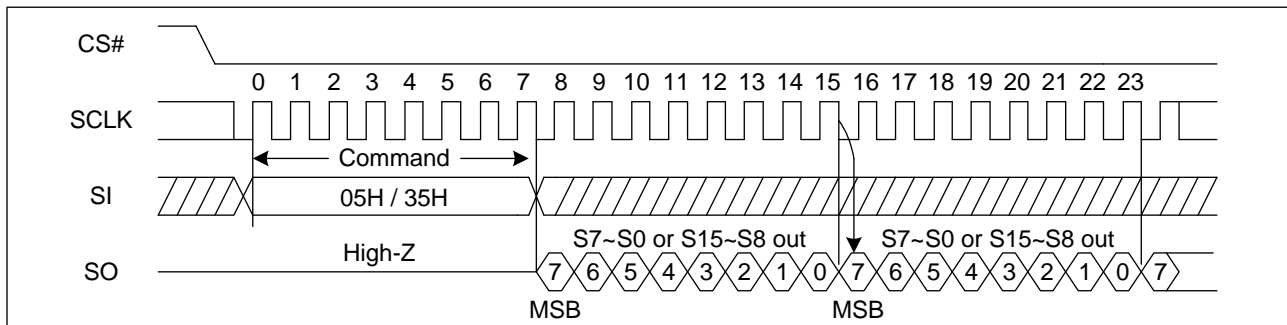 CS#
0 1 2 3 4 5 6 7 8 9 10 11 12 13 14 15 16 17 18 19 20 21 22 23
SCLK
Command
SI
05H / 35H
S7~S0 or S15~S8 out S7~S0 or S15~S8 out
High-Z
SO
7 6 5 4 3 2 1 0 7 6 5 4 3 2 1 0 7
MSB MSB